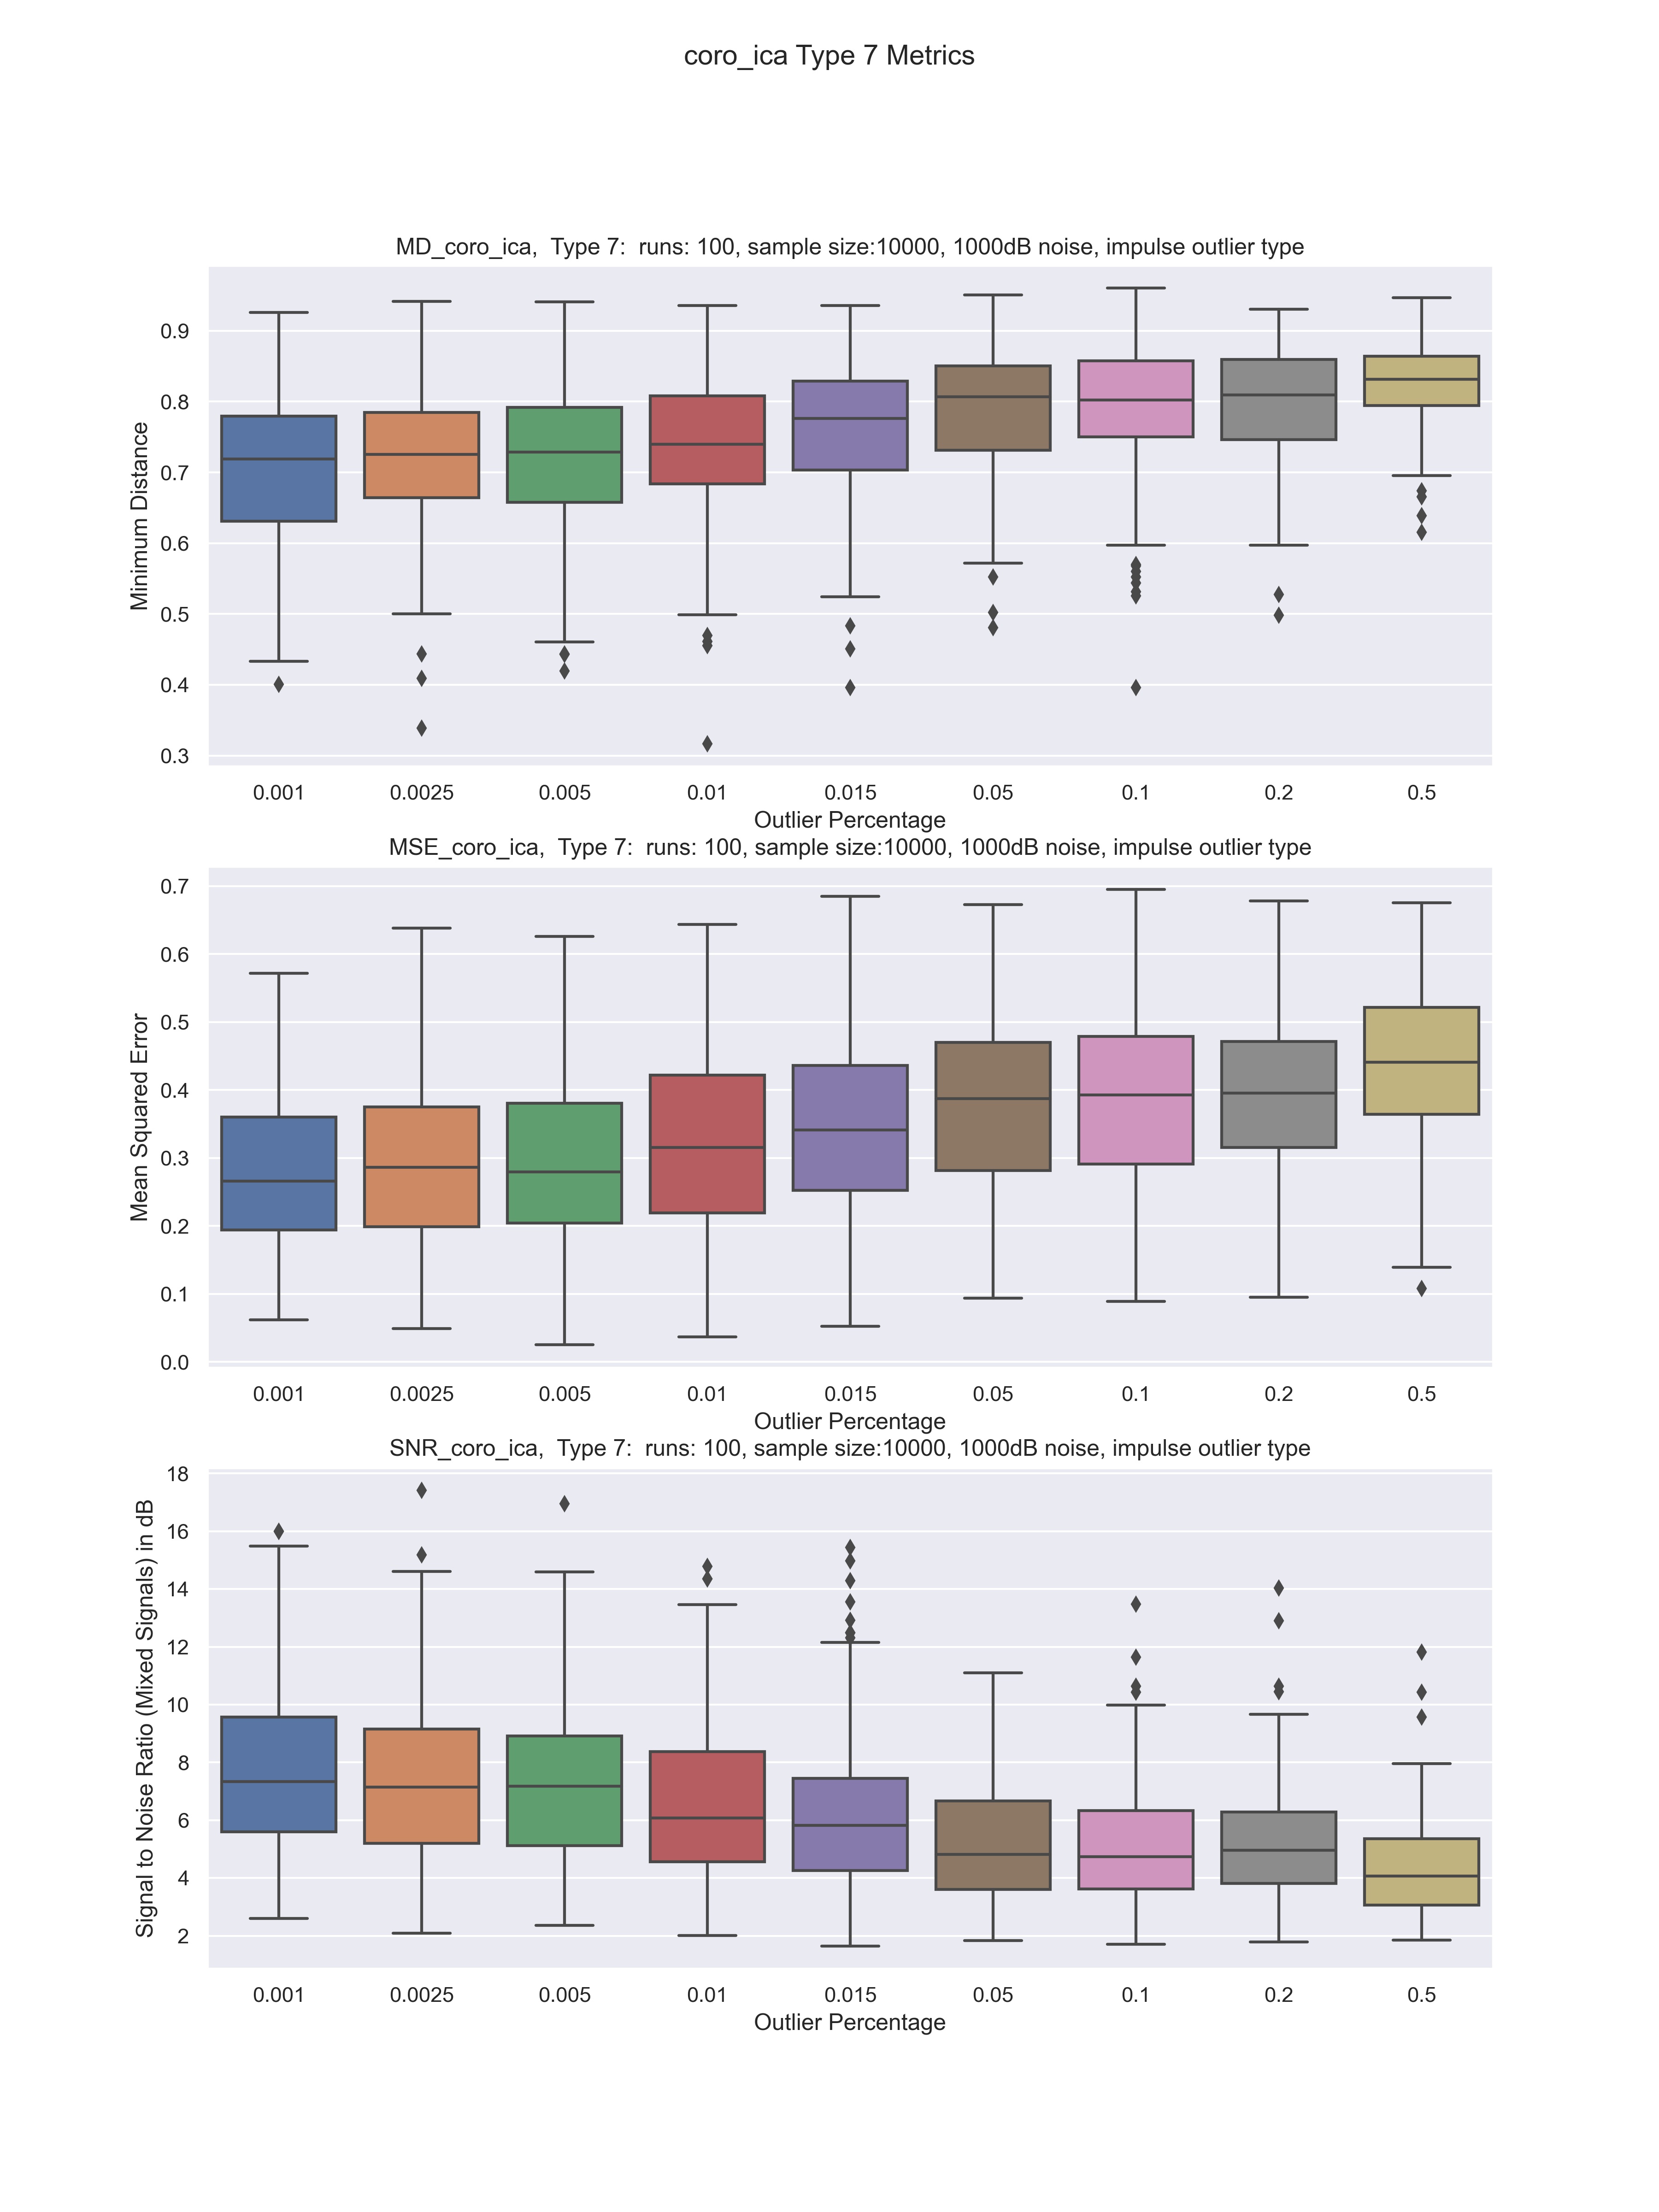 coro_ica Type 7 Metrics
MD_coro_ica,  Type 7:  runs: 100, sample size:10000, 1000dB noise, impulse outlier type
Minimum Distance
0.9
0.8
0.7
0.6
0.5
0.4
0.3
0.001 0.0025 0.005 0.01 0.015 0.05 0.1 0.2 0.5
Outlier Percentage
MSE_coro_ica,  Type 7:  runs: 100, sample size:10000, 1000dB noise, impulse outlier type
Mean Squared Error
0.7
0.6
0.5
0.4
0.3
0.2
0.1
0.0
0.001 0.0025 0.005 0.01 0.015 0.05 0.1 0.2 0.5
Outlier Percentage
SNR_coro_ica,  Type 7:  runs: 100, sample size:10000, 1000dB noise, impulse outlier type
Signal to Noise Ratio (Mixed Signals) in dB
18
16
14
12
10
8
6
4
2
0.001 0.0025 0.005 0.01 0.015 0.05 0.1 0.2 0.5
Outlier Percentage